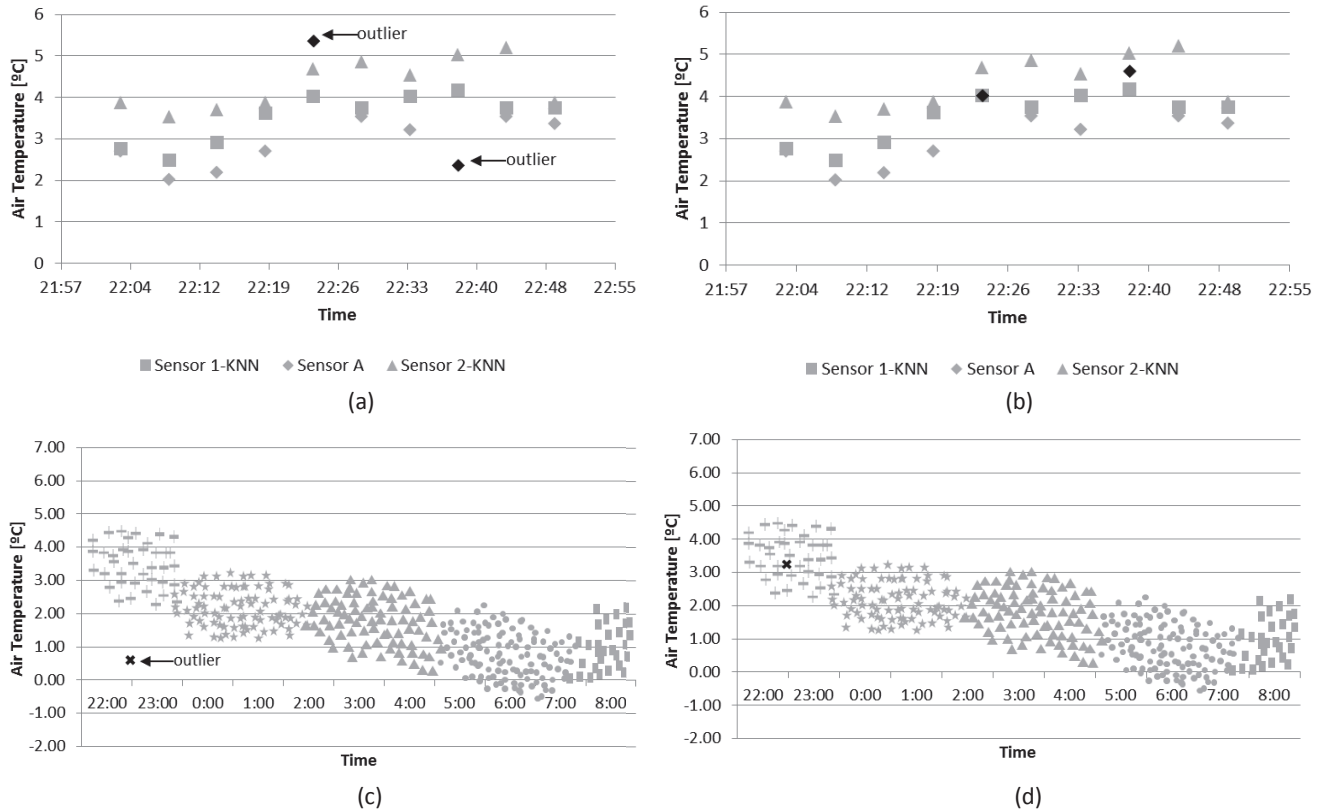 6
5
4
3
2
1
0
Air Temperature [ºC]
outlier
outlier
21:57 22:04 22:12 22:19 22:26 22:33 22:40 22:48 22:55
Time
Sensor 1-KNN Sensor A Sensor 2-KNN
(a)
6
5
4
3
2
1
0
Air Temperature [ºC]
21:57 22:04 22:12 22:19 22:26 22:33 22:40 22:48 22:55
Time
Sensor 1-KNN Sensor A Sensor 2-KNN
(b)
7.00
6.00
5.00
4.00
3.00
2.00
1.00
0.00
-1.00
-2.00
Air Temperature [ºC]
outlier
22:00 23:00 0:00 1:00 2:00 3:00 4:00 5:00 6:00 7:00 8:00
Time
(c)
7.00
6.00
5.00
4.00
3.00
2.00
1.00
0.00
-1.00
-2.00
Air Temperature [ºC]
22:00 23:00 0:00 1:00 2:00 3:00 4:00 5:00 6:00 7:00 8:00
Time
(d)